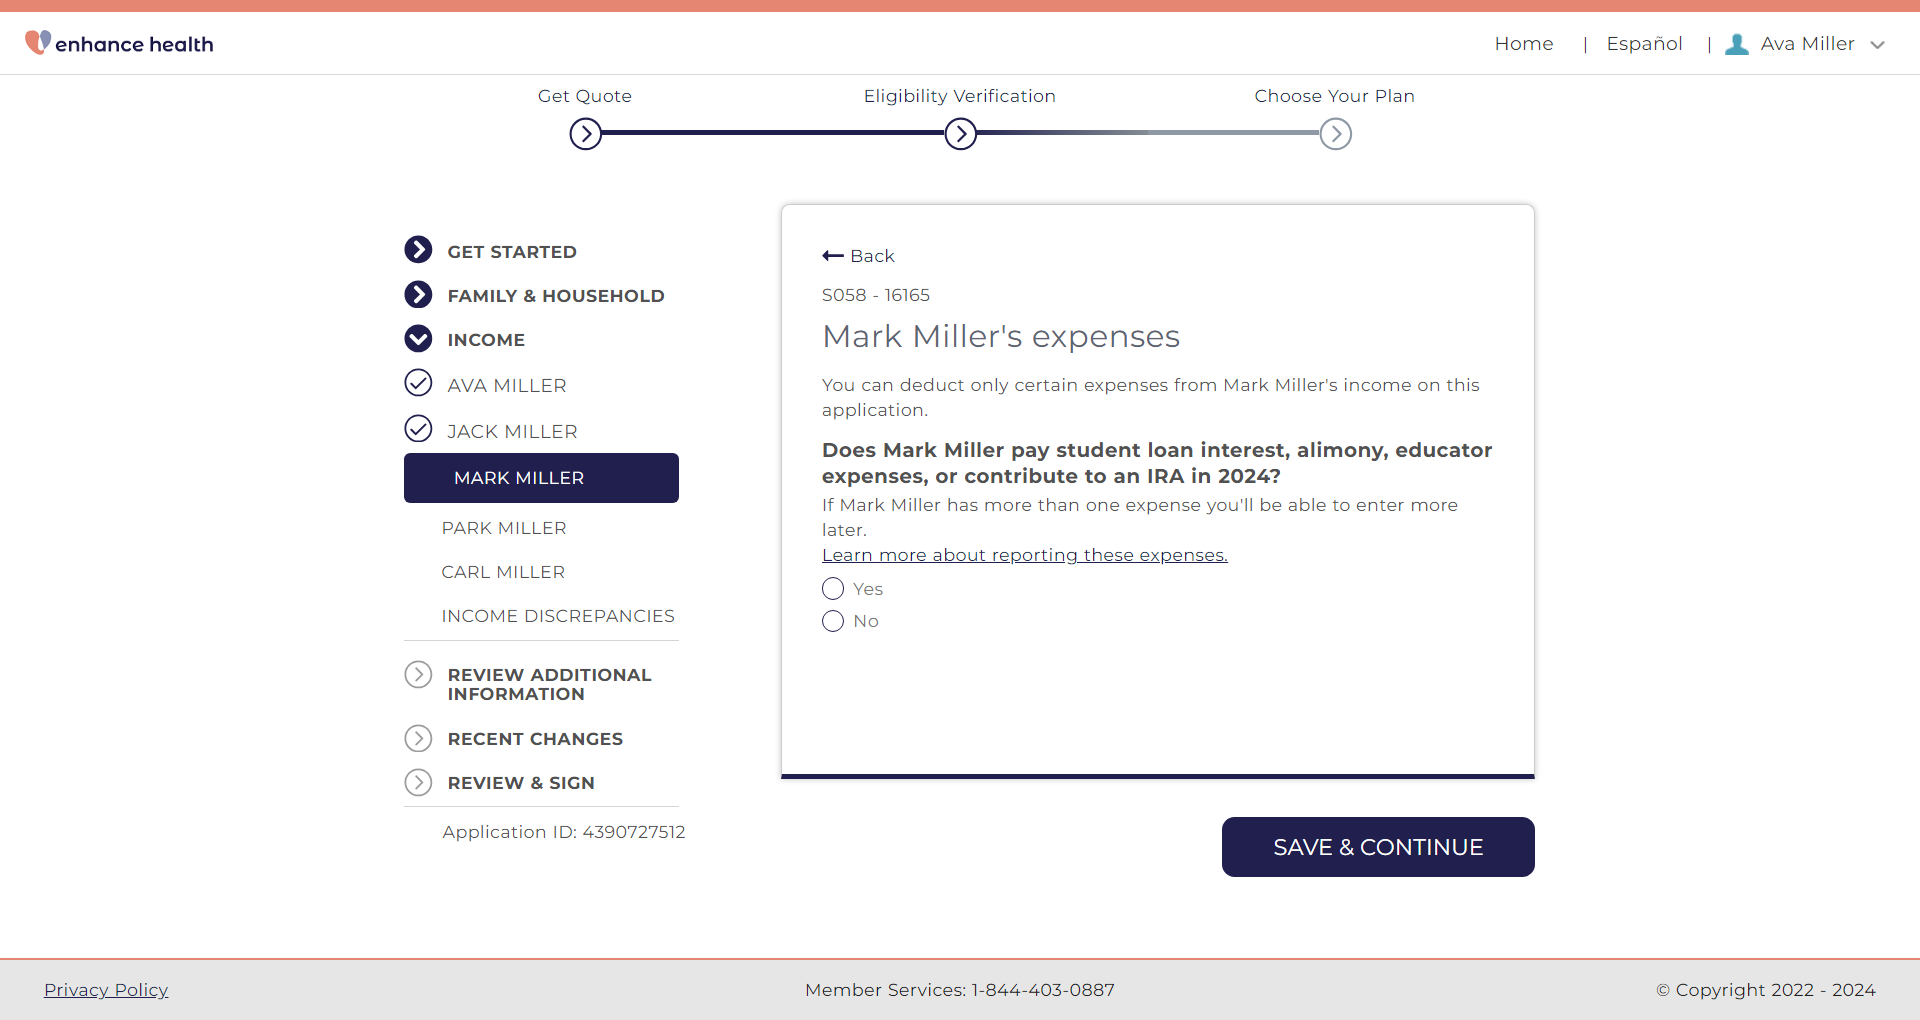 enhance health
Home | Español | Ava Miller
Get Quote
Eligibility Verification
Choose Your Plan
GET STARTED
FAMILY & HOUSEHOLD
INCOME
AVA MILLER
JACK MILLER
MARK MILLER
PARK MILLER
CARL MILLER
INCOME DISCREPANCIES
REVIEW ADDITIONAL
INFORMATION
RECENT CHANGES
REVIEW & SIGN
Application ID: 4390727512
Back
S058 - 16165
Mark Miller's expenses
You can deduct only certain expenses from Mark Miller's income on this
application.
Does Mark Miller pay student loan interest, alimony, educator
expenses, or contribute to an IRA in 2024?
If Mark Miller has more than one expense you'll be able to enter more
later.
Learn more about reporting these expenses.
Yes
No
SAVE & CONTINUE
Privacy Policy
Member Services: 1-844-403-0887
© Copyright 2022 - 2024